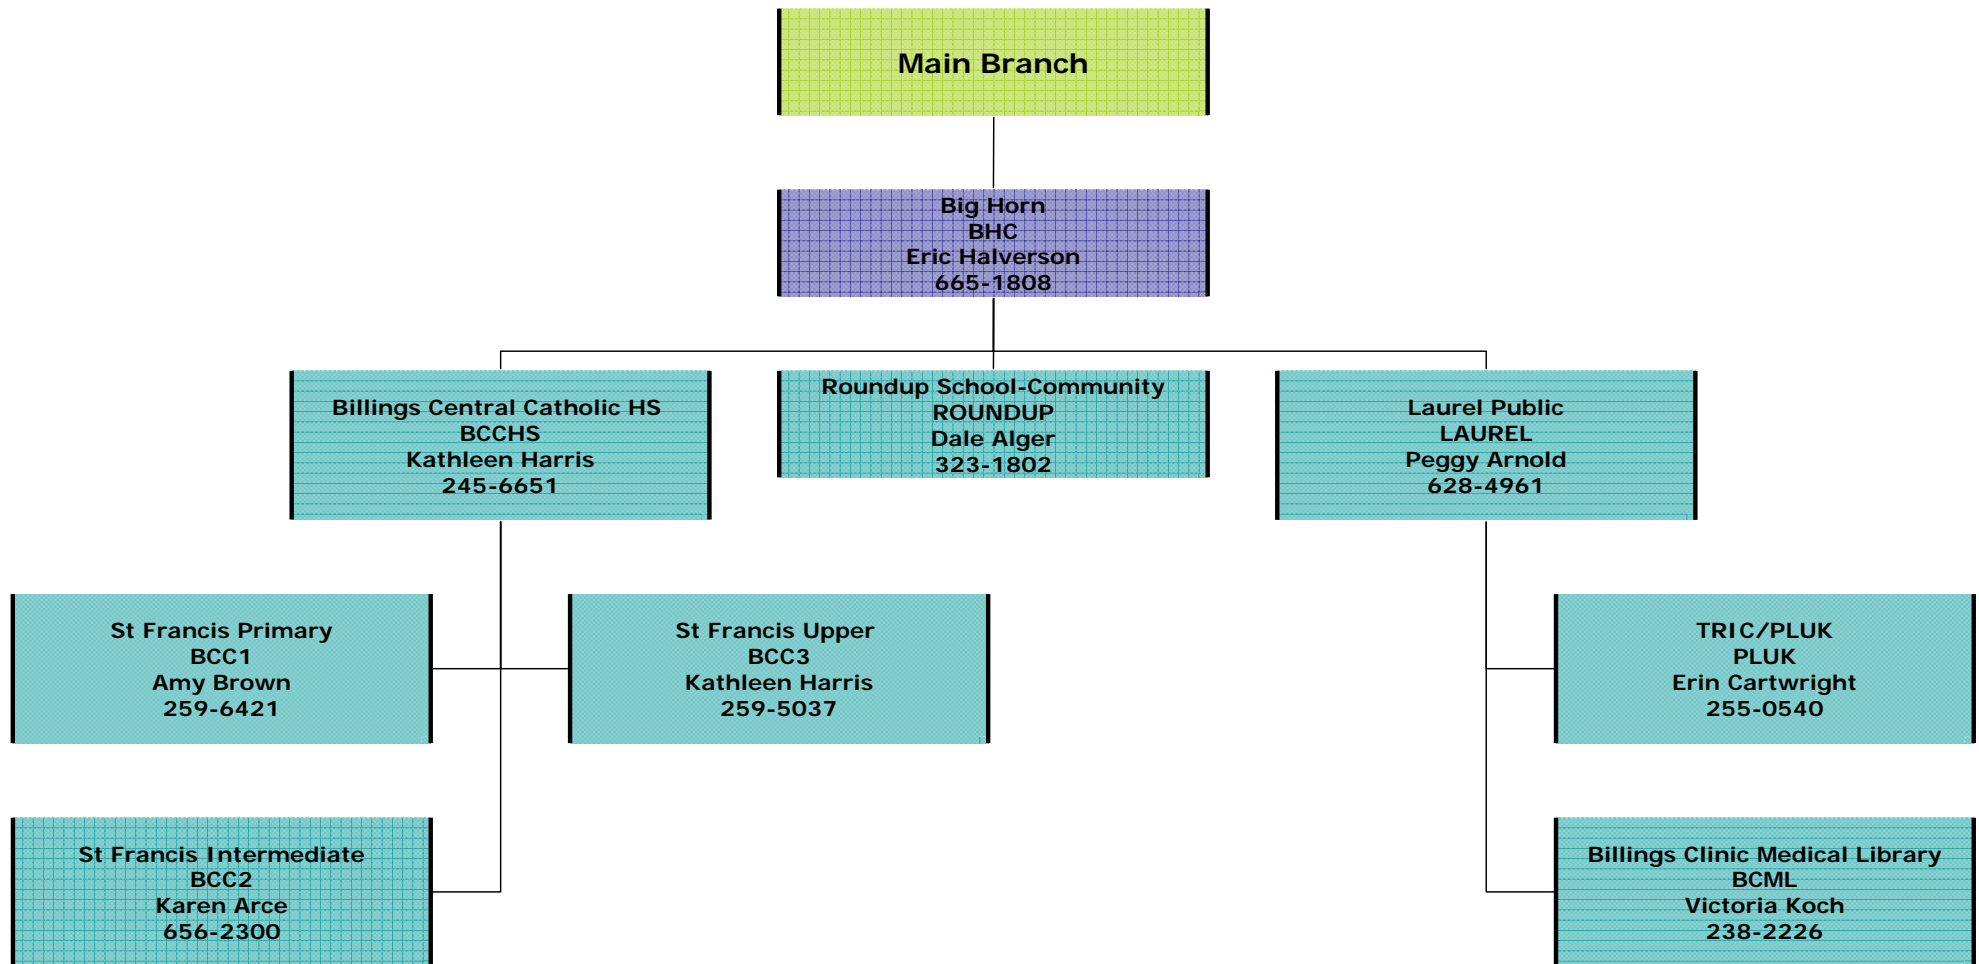 Main Branch
Big Horn
BHC
Eric Halverson
665-1808
Billings Central Catholic HS
BCCHS
Kathleen Harris
245-6651
Roundup School-Community
ROUNDUP
Dale Alger
323-1802
Laurel Public
LAUREL
Peggy Arnold
628-4961
St Francis Primary
BCC1
Amy Brown
259-6421
St Francis Upper
BCC3
Kathleen Harris
259-5037
TRIC/PLUK
PLUK
Erin Cartwright
255-0540
St Francis Intermediate
BCC2
Karen Arce
656-2300
Billings Clinic Medical Library
BCML
Victoria Koch
238-2226